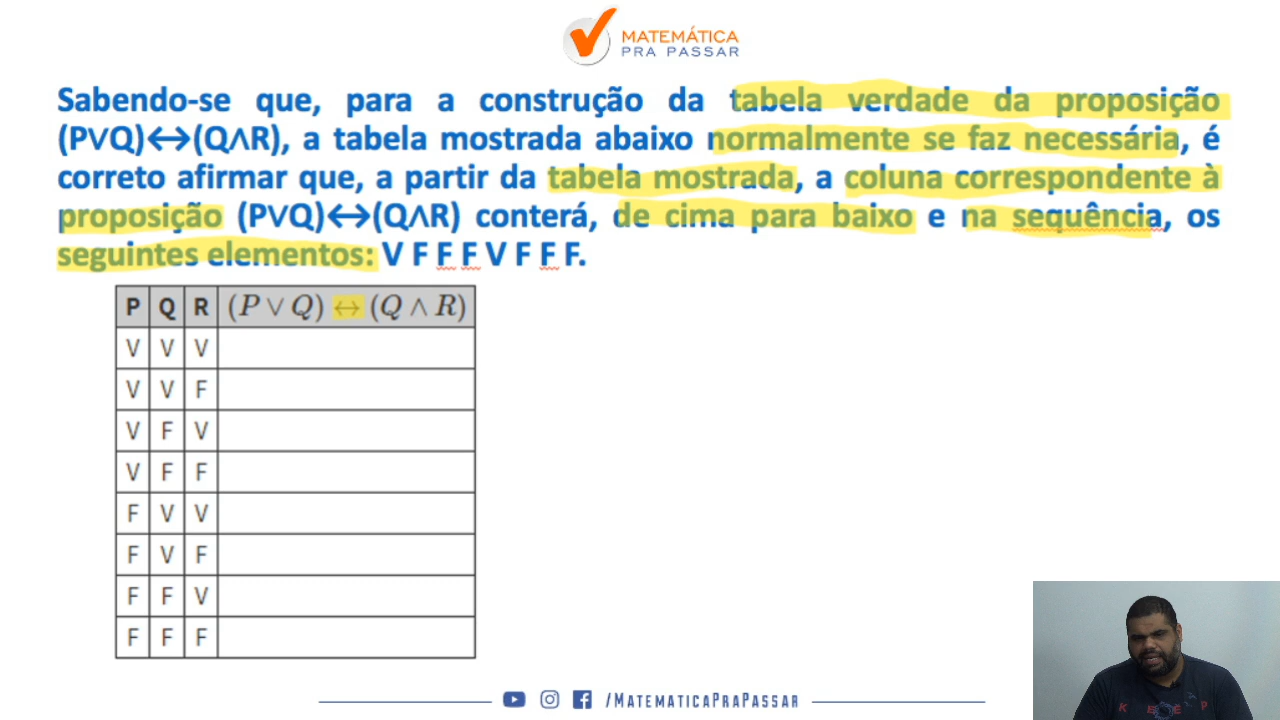 MATEMÁTICA
PRA PASSAR
Sabendo-se que, para a construção da tabela verdade da proposição
(P∨Q)↔(Q∧R), a tabela mostrada abaixo normalmente se faz necessária, é
correto afirmar que, a partir da tabela mostrada, a coluna correspondente à
proposição (P∨Q)↔(Q∧R) conterá, de cima para baixo e na sequência, os
seguintes elementos: V F F F V F F F.
P Q R (P ∨ Q) ↔ (Q ∧ R)
V V V
V V F
V F V
V F F
F V V
F V F
F F V
F F F
/MatematicaPraPassar
K E E P